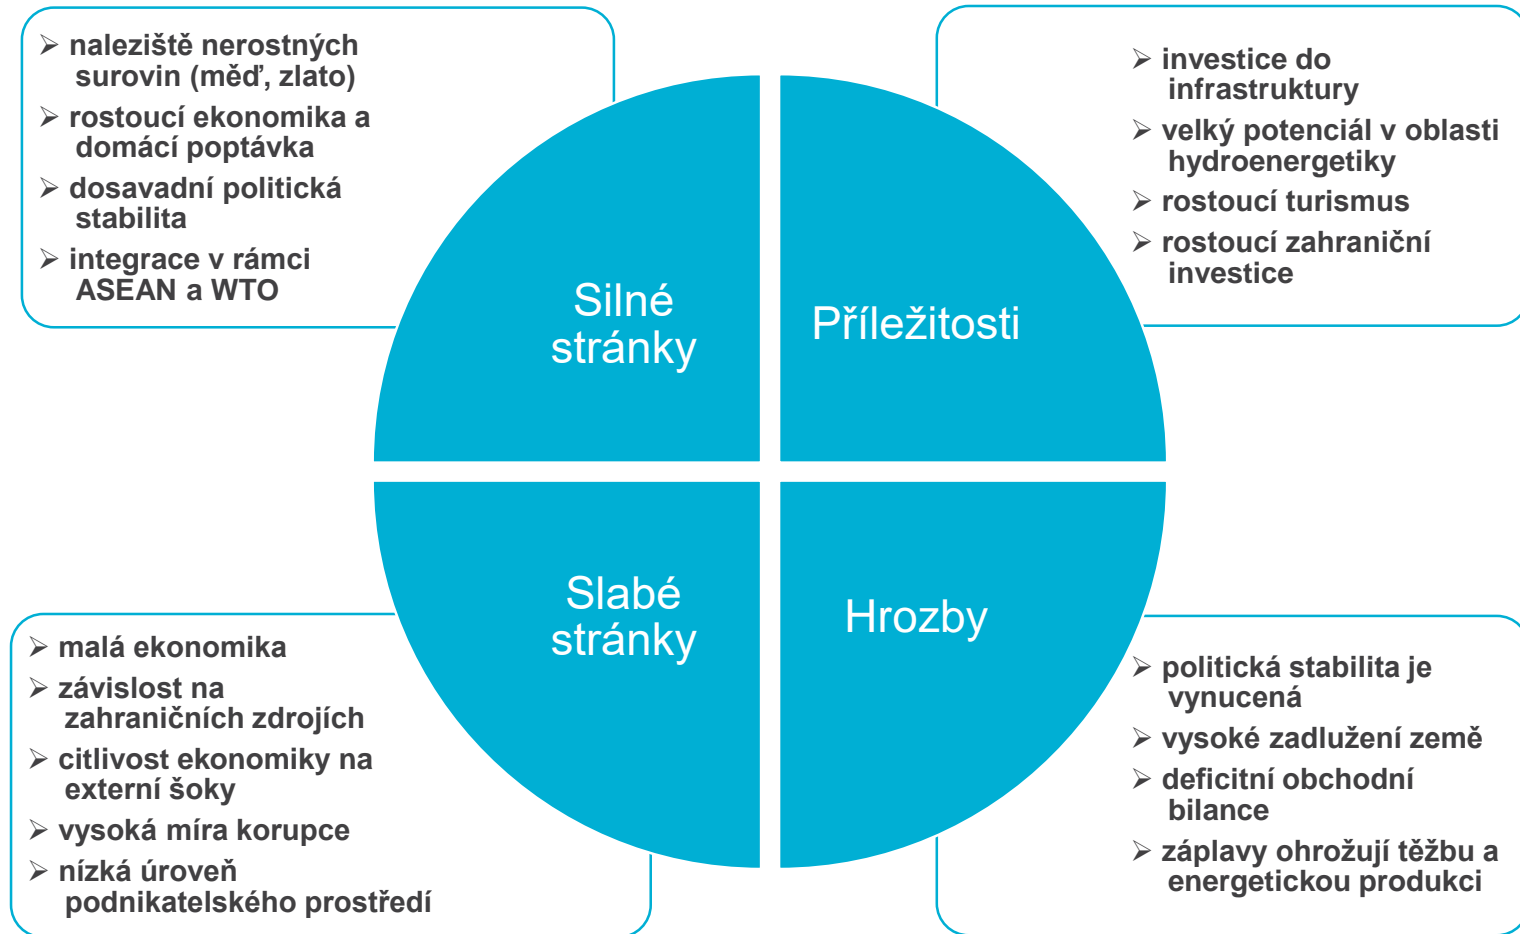 ➢ naleziště nerostných
surovin (měď, zlato)
➢ rostoucí ekonomika a
domácí poptávka
➢ dosavadní politická
stabilita
➢ integrace v rámci
ASEAN a WTO
➢ investice do
infrastruktury
➢ velký potenciál v oblasti
hydroenergetiky
➢ rostoucí turismus
➢ rostoucí zahraniční
investice
Silné
stránky
Příležitosti
Slabé
stránky
Hrozby
➢ malá ekonomika
➢ závislost na
zahraničních zdrojích
➢ citlivost ekonomiky na
externí šoky
➢ vysoká míra korupce
➢ nízká úroveň
podnikatelského prostředí
➢ politická stabilita je
vynucená
➢ vysoké zadlužení země
➢ deficitní obchodní
bilance
➢ záplavy ohrožují těžbu a
energetickou produkci